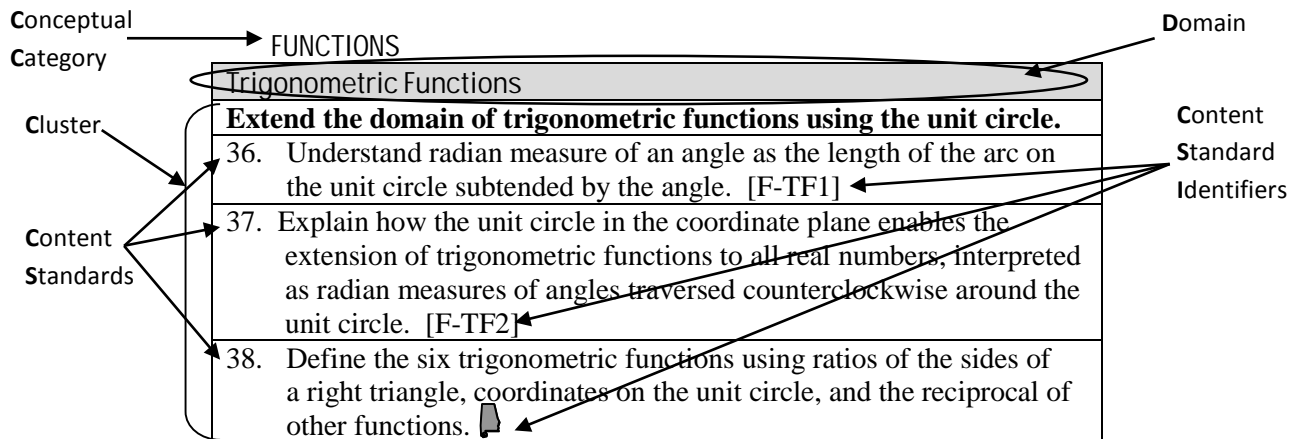 Conceptual
Category
FUNCTIONS
Domain
Trigonometric Functions
Cluster
Extend the domain of trigonometric functions using the unit circle.
Content
Standard
Identifiers
36. Understand radian measure of an angle as the length of the arc on
the unit circle subtended by the angle. [F-TF1]
Content
Standards
37. Explain how the unit circle in the coordinate plane enables the
extension of trigonometric functions to all real numbers, interpreted
as radian measures of angles traversed counterclockwise around the
unit circle. [F-TF2]
38. Define the six trigonometric functions using ratios of the sides of
a right triangle, coordinates on the unit circle, and the reciprocal of
other functions.